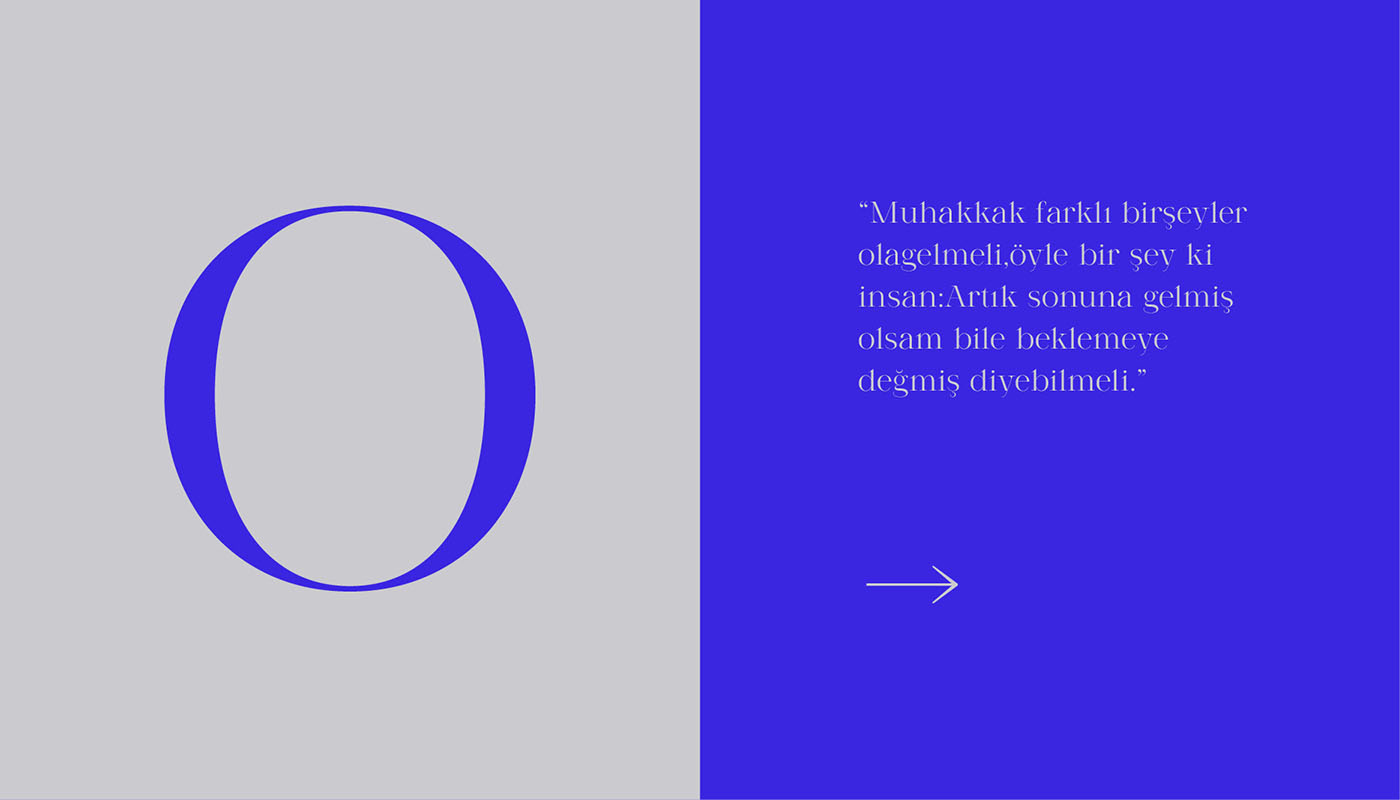 O
“Muhakkak farklı birşeyler
olagelmeli,öyle bir şey ki
insan:Artık sonuna gelmiş
olsam bile beklemeye
değmiş diyebilmeli.”